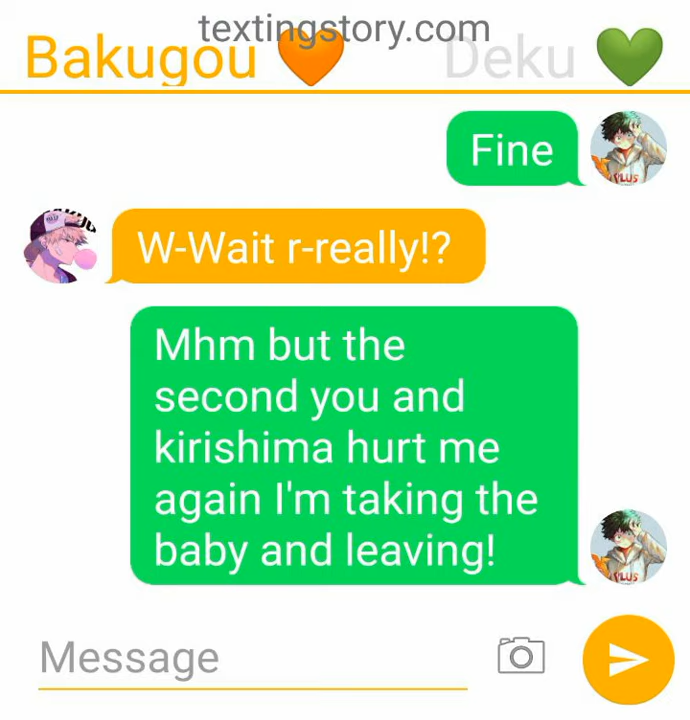 textingstory.com
Bakugou 🧡 Deku 💚
Fine
W-Wait r-really!?
Mhm but the
second you and
kirishima hurt me
again I'm taking the
baby and leaving!
Message